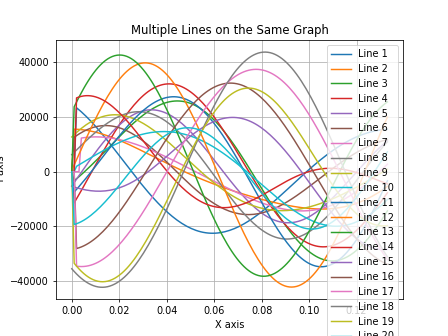 Multiple Lines on the Same Graph
40000
20000
0
−20000
−40000
0.00
0.02
0.04
0.06
0.08
0.10
X axis
Line 1
Line 2
Line 3
Line 4
Line 5
Line 6
Line 7
Line 8
Line 9
Line 10
Line 11
Line 12
Line 13
Line 14
Line 15
Line 16
Line 17
Line 18
Line 19
Line 20